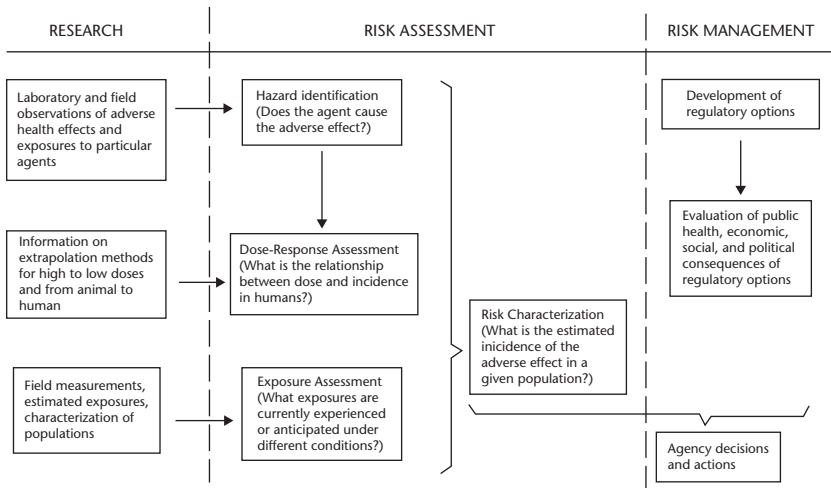 RESEARCH
RISK ASSESSMENT
RISK MANAGEMENT
Laboratory and field
observations of adverse
health effects and
exposures to particular
agents
Hazard identification
(Does the agent cause
the adverse effect?)
Development of
regulatory options
Information on
extrapolation methods
for high to low doses
and from animal to
human
Dose-Response Assessment
(What is the relationship
between dose and incidence
in humans?)
Evaluation of public
health, economic,
social, and political
consequences of
regulatory options
Risk Characterization
(What is the estimated
inicidence of the
adverse effect in a
given population?)
Field measurements,
estimated exposures,
characterization of
populations
Exposure Assessment
(What exposures are
currently experienced
or anticipated under
different conditions?)
Agency decisions
and actions